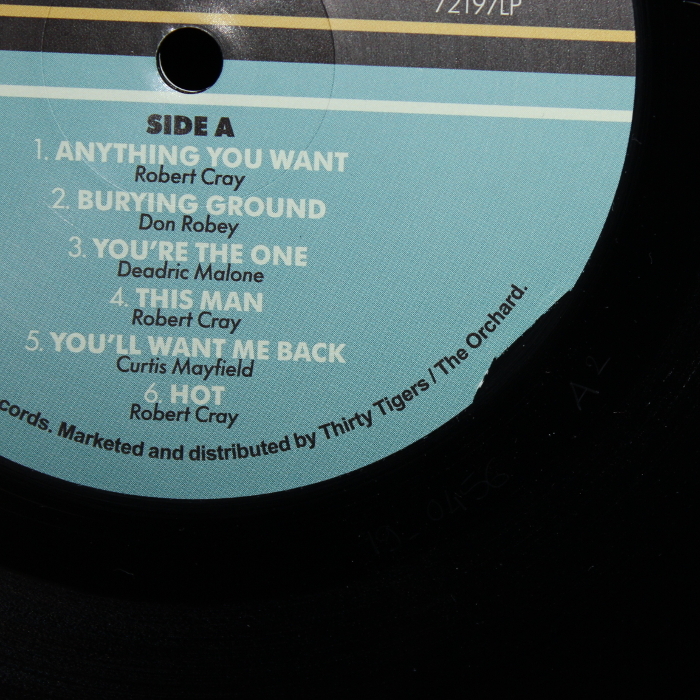 72197LP
SIDE A
1. ANYTHING YOU WANT
Robert Cray
2. BURYING GROUND
Don Robey
3. YOU'RE THE ONE
Deadric Malone
4. THIS MAN
Robert Cray
5. YOU'LL WANT ME BACK
Curtis Mayfield
6. HOT
Robert Cray
cords. Marketed and distributed by Thirty Tigers / The Orchard.
A2